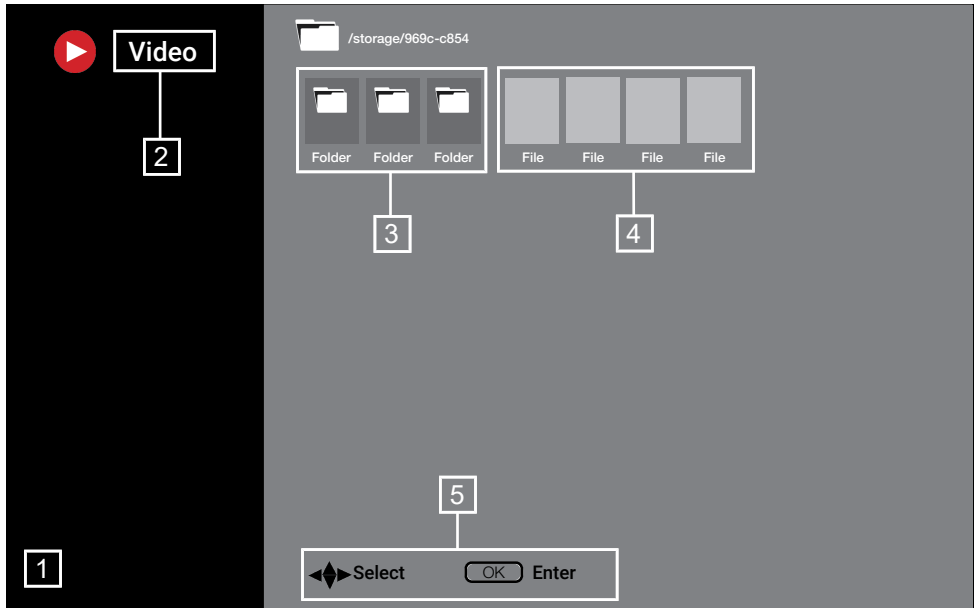 Video
2
/storage/969c-c854
Folder Folder Folder File File File File
3 4
5
1
Select OK Enter